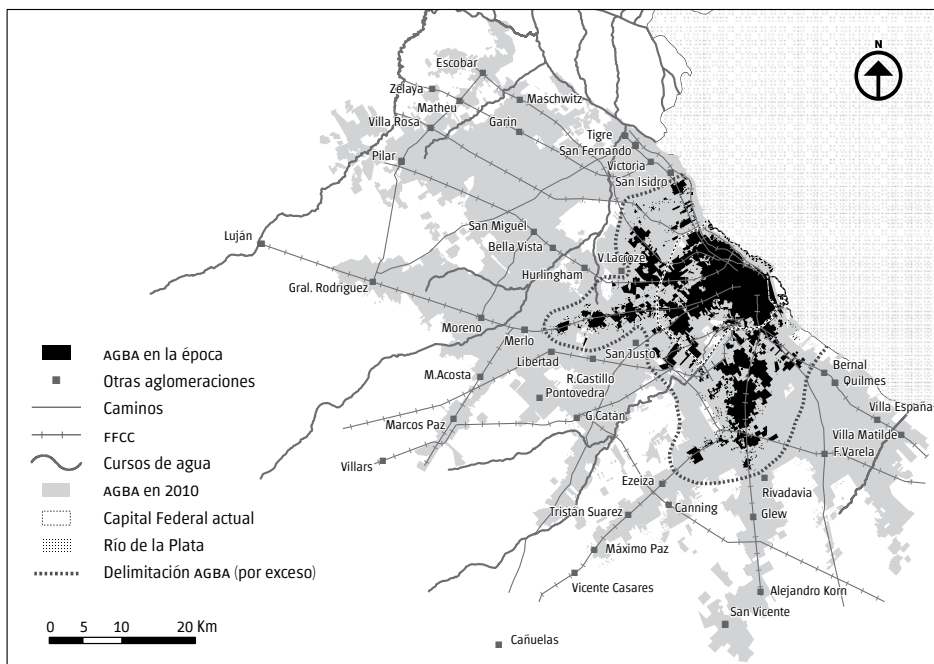 N
Escobar
Zelaya
Maschwitz
Matheu
Garin
Villa Rosa
Tigre
San Fernando
Pilar
Victoria
San Isidro
San Miguel
Luján
Bella Vista
V.Lacroze
Hurlingham
Gral. Rodríguez
Moreno
Merlo
San Justo
Libertad
Bernal
M.Acosta
R.Castillo
Quilmes
Pontovedra
Villa España
Marcos Paz
G.Catán
Villa Matilde
F.Varela
Villars
Ezeiza
Rivadavia
Canning
Glew
Tristan Suarez
Máximo Paz
Vicente Casares
Alejandro Korn
San Vicente
Cañuelas
AGBA en la época
Otras aglomeraciones
Caminos
FFCC
Cursos de agua
AGBA en 2010
Capital Federal actual
Río de la Plata
Delimitación AGBA (por exceso)
0 5 10 20 Km